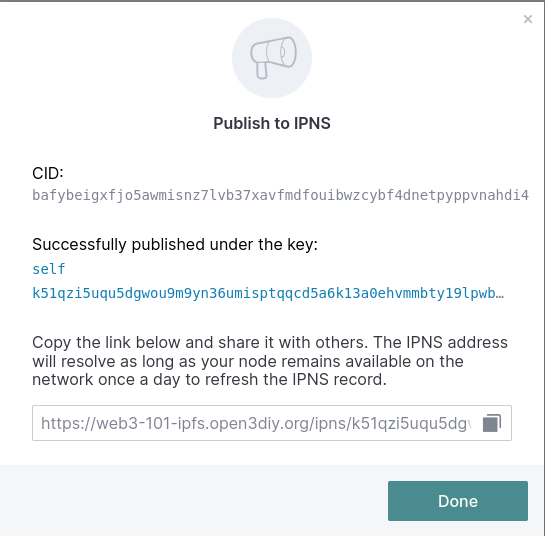 Publish to IPNS
CID:
bafybeigxfjo5awmisnz7lvb37xavfmdfouibwzcybf4dnetpyppvnahdi4
Successfully published under the key:
self
k51qzi5uqu5dgwou9m9yn36umisptqqcd5a6k13a0ehvmmbty19lpwb…
Copy the link below and share it with others. The IPNS address
will resolve as long as your node remains available on the
network once a day to refresh the IPNS record.
https://web3-101-ipfs.open3diy.org/ipns/k51qzi5uqu5dg
Done